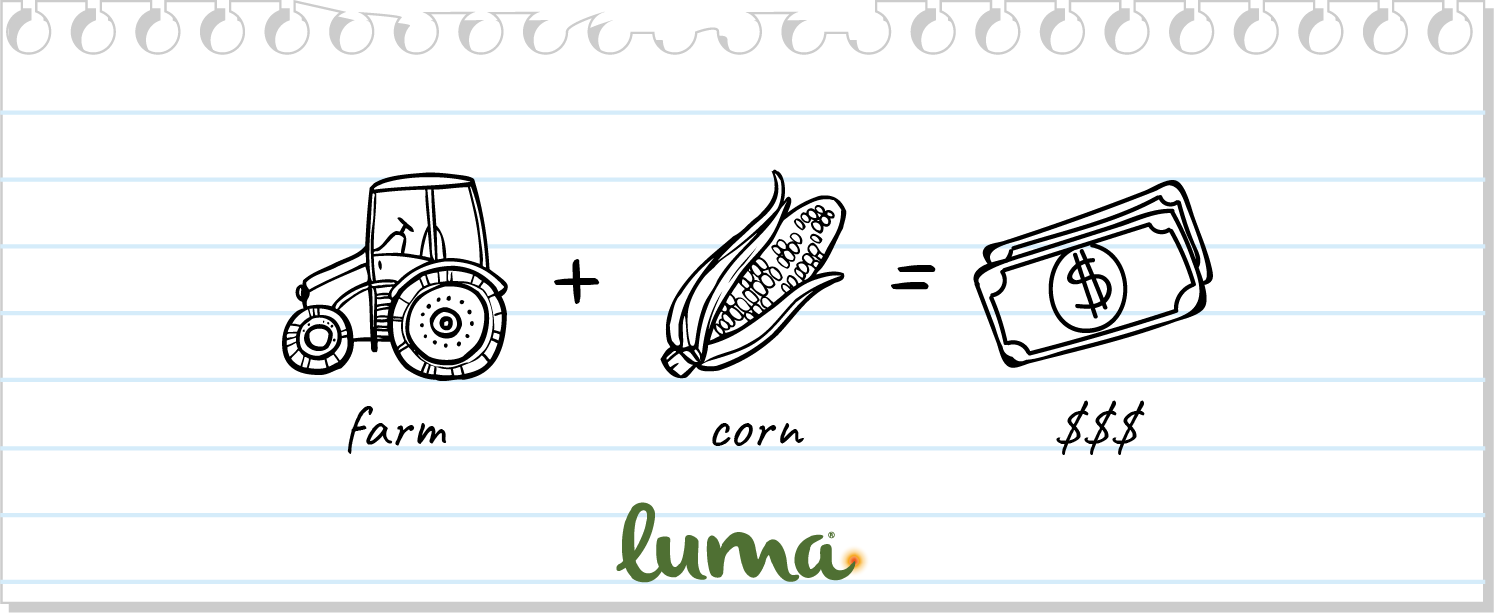 + =
farm corn $$$
luma®